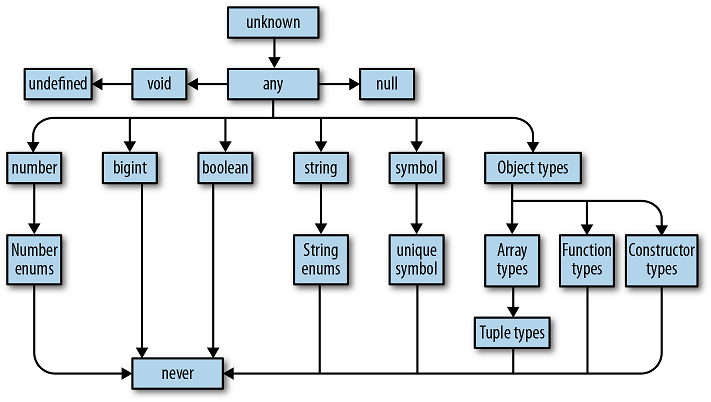 unknown
undefined
void
any
null
number
bigint
boolean
string
symbol
Object types
Number
enums
String
enums
unique
symbol
Array
types
Function
types
Constructor
types
Tuple types
never